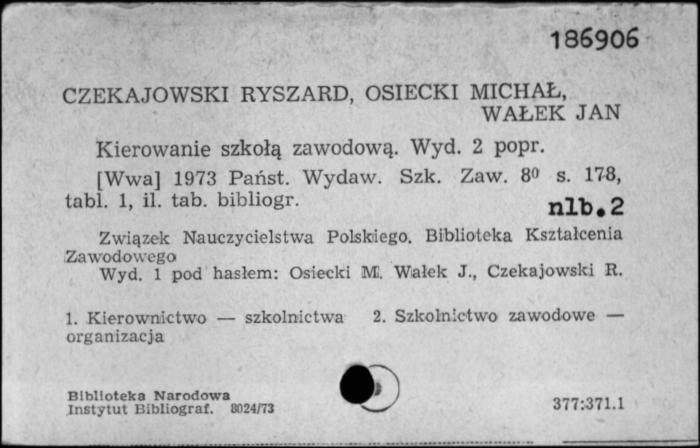 186906
CZEKAJOWSKI RYSZARD, OSIECKI MICHAŁ,
WAŁEK JAN
Kierowanie szkołą zawodową. Wyd. 2 popr.
[Wwa] 1973 Państ. Wydaw. Szk. Zaw. 8⁰ s. 178,
tabl. 1, il. tab. bibliogr.
nlb.2
Związek Nauczycielstwa Polskiego. Biblioteka Kształcenia
Zawodowego
Wyd. 1 pod hasłem: Osiecki M. Wałek J., Czekajowski R.
1. Kierownictwo — szkolnictwa 2. Szkolnictwo zawodowe —
organizacja
Biblioteka Narodowa
Instytut Bibliograf. 8024/73
377:371.1